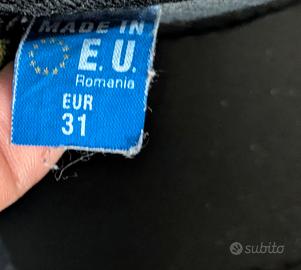 MADE IN
E.U.
Romania
EUR
31
subito